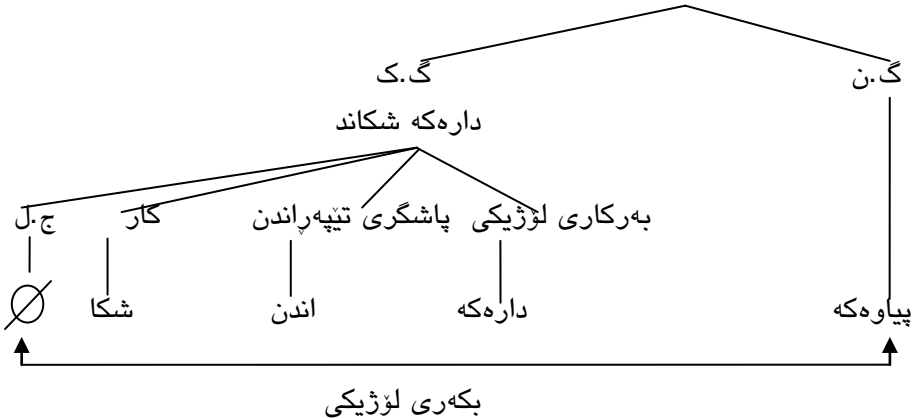 گ.ن گ.ک
دارەکە شکاند
بەرکاری لۆژیکی پاشگری تێپەڕاندن کار ج.ل
پیاوەکە دارەکە اندن شکا ∅
بکەری لۆژیکی